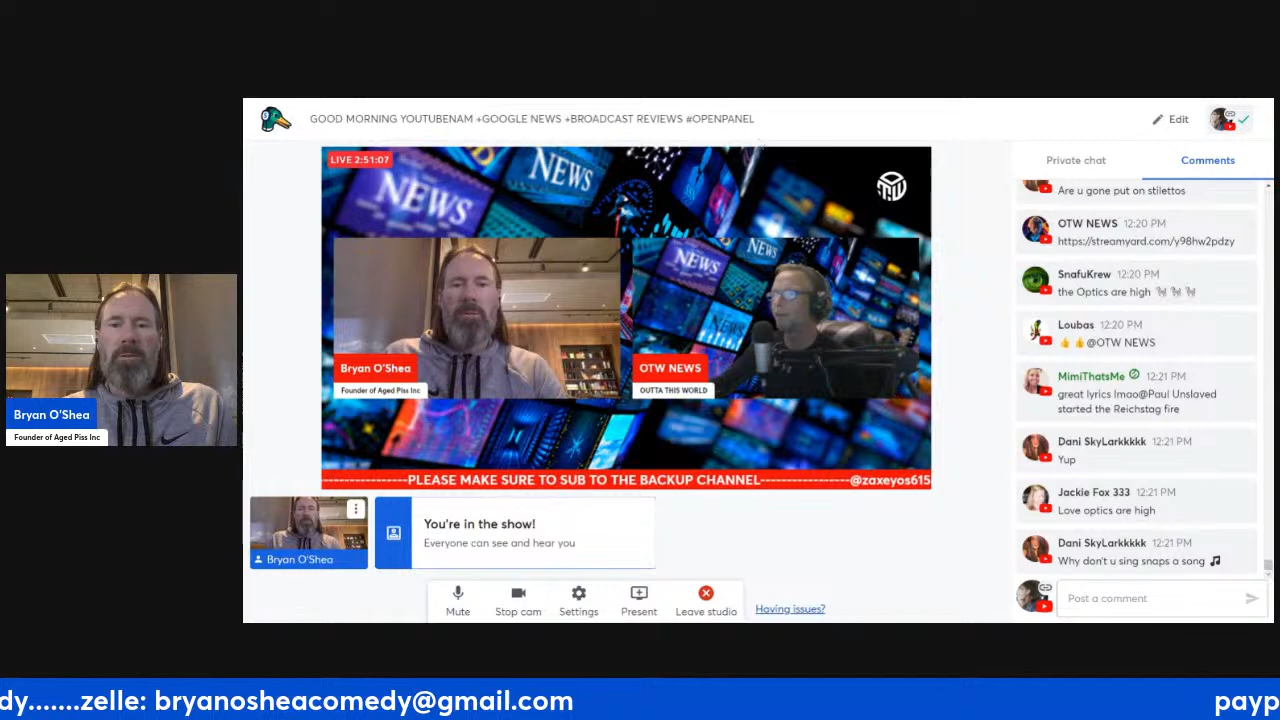 GOOD MORNING YOUTUBENAM +GOOGLE NEWS +BROADCAST REVIEWS #OPENPANEL
Edit
LIVE 2:51:07
NEWS
NEWS
NEWS
NEWS
NEWS
NEWS
Bryan O'Shea
Founder of Aged Piss Inc
OTW NEWS
OUTTA THIS WORLD
----------------PLEASE MAKE SURE TO SUB TO THE BACKUP CHANNEL-----------------@zaxeyos615
Bryan O'Shea
Founder of Aged Piss Inc
Bryan O'Shea
You're in the show!
Everyone can see and hear you
Mute
Stop cam
Settings
Present
Leave studio
Having issues?
Private chat
Comments
Are u gone put on stilettos
OTW NEWS 12:20 PM
https://streamyard.com/y98hw2pdzy
SnafuKrew 12:20 PM
the Optics are high 🐩 🐩 🐩
Loubas 12:20 PM
👍 👍@OTW NEWS
MimiThatsMe 12:21 PM
great lyrics lmao@Paul Unslaved
started the Reichstag fire
Dani SkyLarkkkkk 12:21 PM
Yup
Jackie Fox 333 12:21 PM
Love optics are high
Dani SkyLarkkkkk 12:21 PM
Why don't u sing snaps a song 🎵
Post a comment
dy.......zelle: bryanosheacomedy@gmail.com
payp